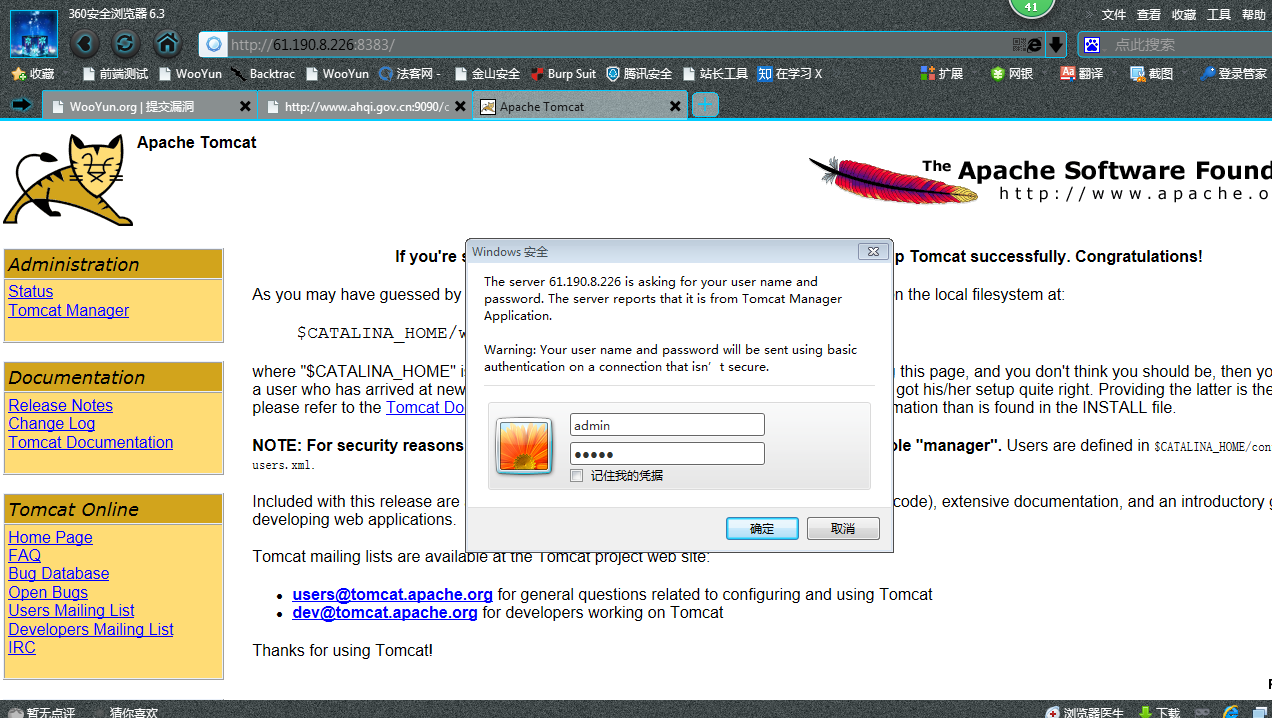 360安全浏览器 6.3
41
文件 查看 收藏 工具 帮助
http://61.190.8.226:8383/
点此搜索
收藏 前端测试 WooYun Backtrac WooYun 法客网 - 金山安全 Burp Suit 腾讯安全 站长工具 知 在学习 X 扩展 网银 Aa 翻译 截图 登录管家
WooYun.org | 提交漏洞 http://www.ahqi.gov.cn:9090/c Apache Tomcat
Apache Tomcat
The Apache Software Found
http://www.apache.o
Administration
Status
Tomcat Manager
Documentation
Release Notes
Change Log
Tomcat Documentation
Tomcat Online
Home Page
FAQ
Bug Database
Open Bugs
Users Mailing List
Developers Mailing List
IRC
If you're s
p Tomcat successfully. Congratulations!
As you may have guessed by
n the local filesystem at:
$CATALINA_HOME/w
where "$CATALINA_HOME" i
this page, and you don't think you should be, then yo
a user who has arrived at new
got his/her setup quite right. Providing the latter is the
please refer to the Tomcat Do
mation than is found in the INSTALL file.
NOTE: For security reasons
le "manager". Users are defined in $CATALINA_HOME/con
users.xml.
Included with this release are
code), extensive documentation, and an introductory g
developing web applications.
Tomcat mailing lists are available at the Tomcat project web site:
users@tomcat.apache.org for general questions related to configuring and using Tomcat
dev@tomcat.apache.org for developers working on Tomcat
Thanks for using Tomcat!
Windows 安全
The server 61.190.8.226 is asking for your user name and
password. The server reports that it is from Tomcat Manager
Application.
Warning: Your user name and password will be sent using basic
authentication on a connection that isn't secure.
admin
●●●●●
记住我的凭据
确定 取消
暂无点评 猜你喜欢 浏览器医生 下载